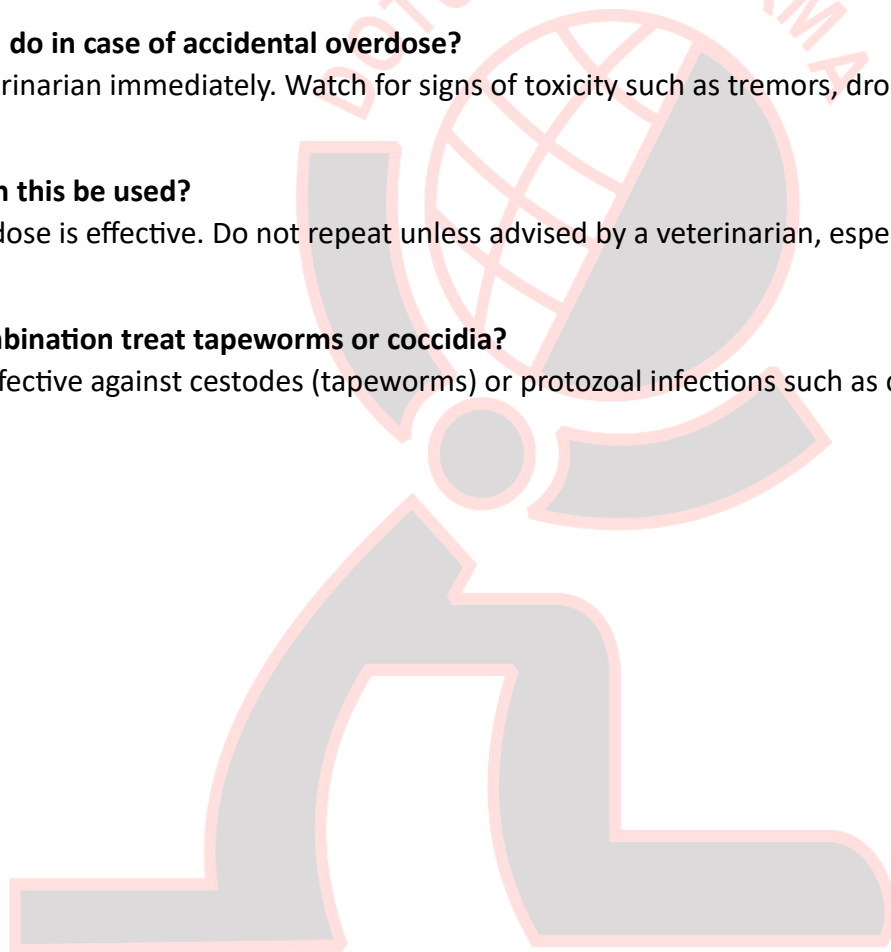 do in case of accidental overdose?
rinarian immediately. Watch for signs of toxicity such as tremors, dro
this be used?
dose is effective. Do not repeat unless advised by a veterinarian, espe
bination treat tapeworms or coccidia?
fective against cestodes (tapeworms) or protozoal infections such as